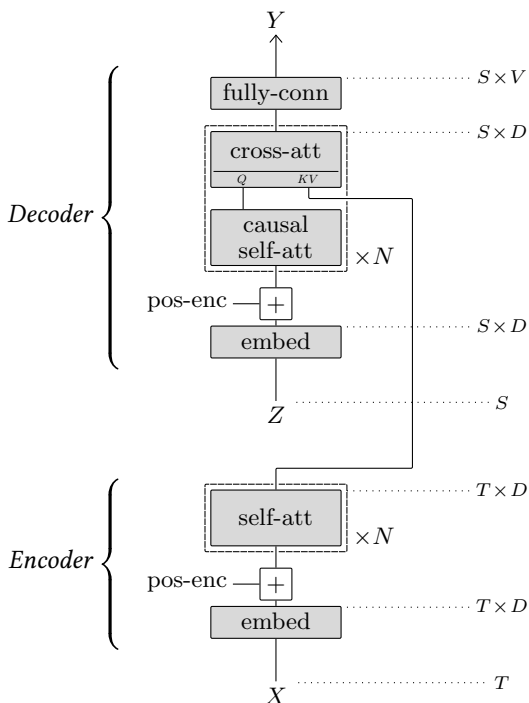 Y
fully-conn
S × V
S × D
cross-att
Q KV
Decoder
causal
self-att
× N
pos-enc +
S × D
embed
Z
S
T × D
self-att
× N
Encoder
pos-enc +
T × D
embed
X
T